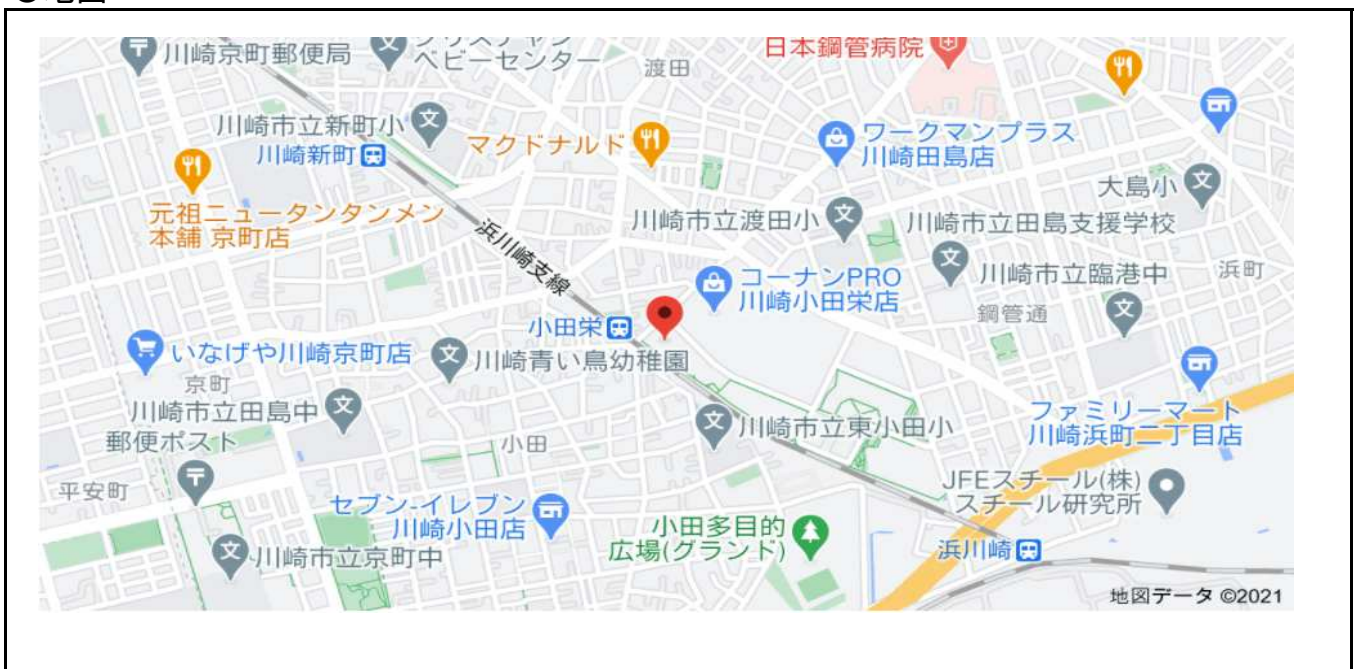 川崎京町郵便局
ベビーセンター
渡田
日本鋼管病院
川崎市立新町小
川崎新町
マクドナルド
ワークマンプラス
川崎田島店
大島小
元祖ニュータンタンメン
本舗 京町店
浜川崎支線
川崎市立渡田小
川崎市立田島支援学校
コーナンPRO
川崎小田栄店
川崎市立臨港中
浜町
鋼管通
小田栄
いなげや川崎京町店
川崎青い鳥幼稚園
京町
川崎市立田島中
郵便ポスト
小田
川崎市立東小田小
ファミリーマート
川崎浜町二丁目店
平安町
セブン-イレブン
川崎小田店
小田多目的
広場(グランド)
JFEスチール(株)
スチール研究所
川崎市立京町中
浜川崎
地図データ ©2021